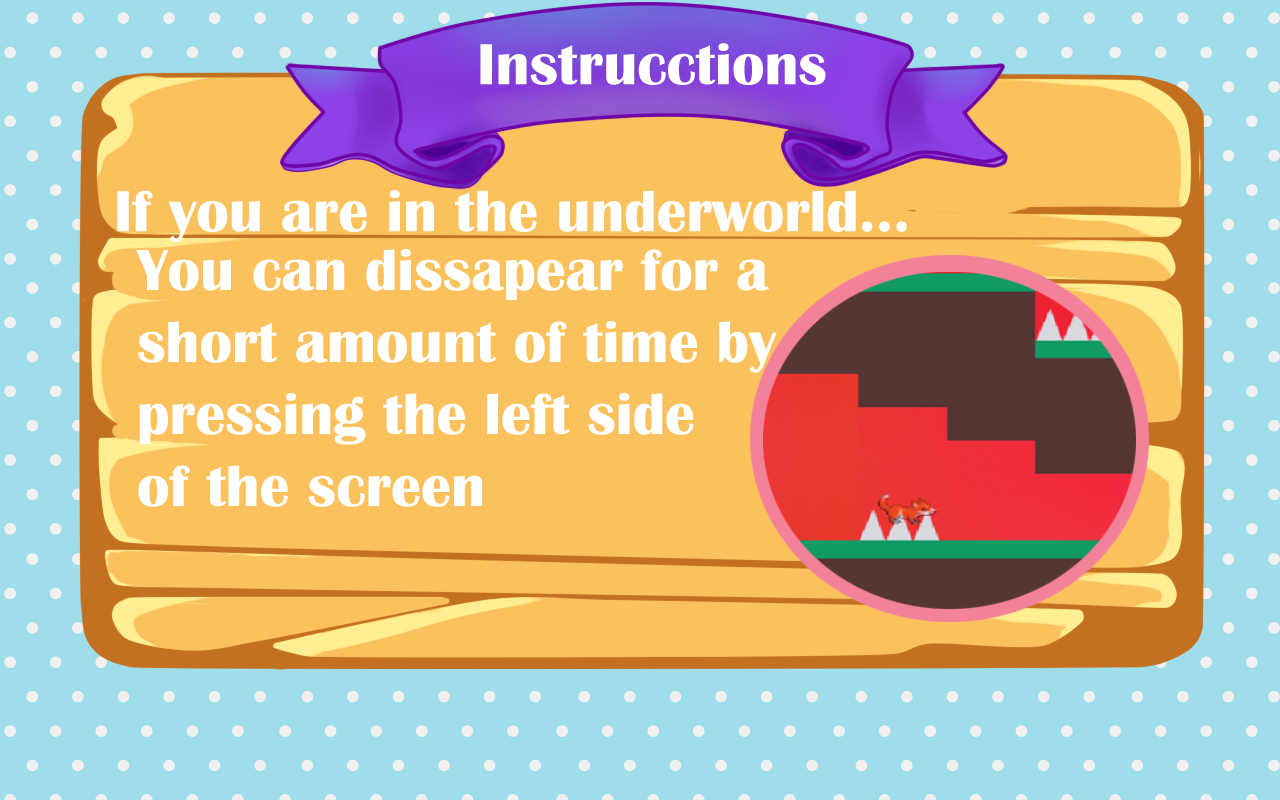 Instrucctions
If you are in the underworld...
You can dissapear for a
short amount of time by
pressing the left side
of the screen